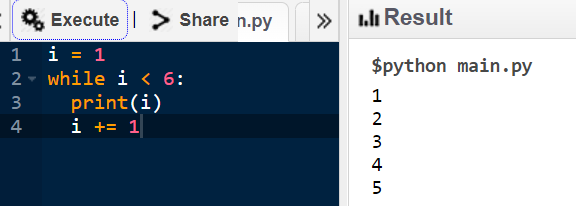 Execute | Share n.py »
1 i = 1
2 while i < 6:
3   print(i)
4   i += 1
Result
$python main.py
1
2
3
4
5